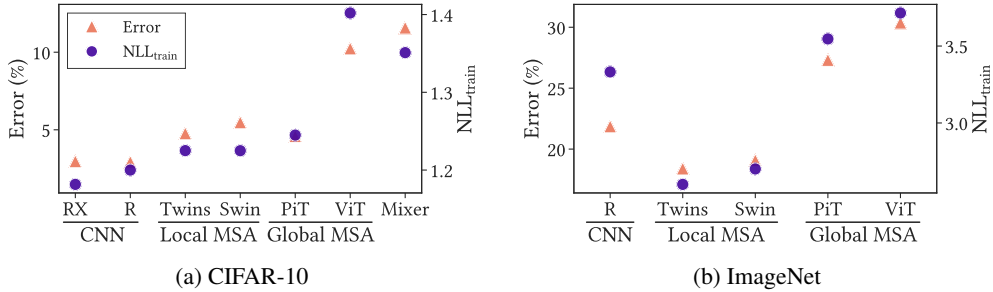 Error
NLLtrain
Error (%)
10
5
1.4
1.3
1.2
NLLtrain
RX R Twins Swin PiT ViT Mixer
CNN Local MSA Global MSA
(a) CIFAR-10
Error (%)
30
25
20
3.5
3.0
NLLtrain
R Twins Swin PiT ViT
CNN Local MSA Global MSA
(b) ImageNet